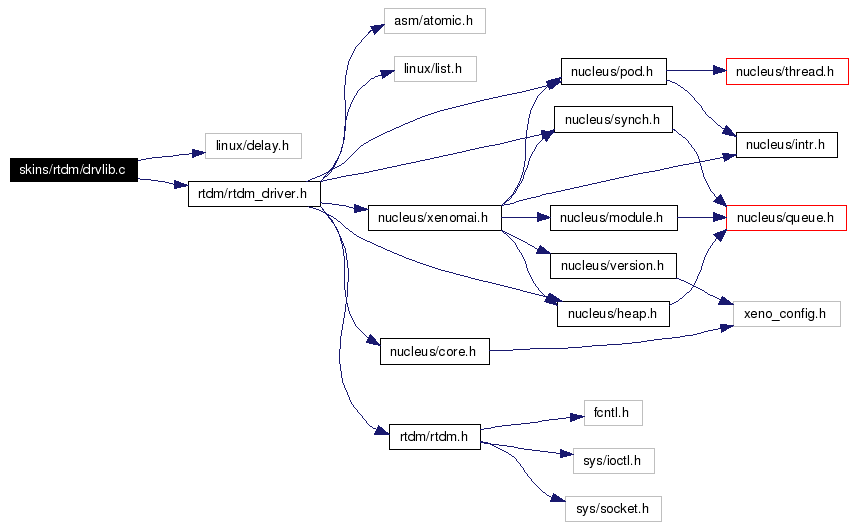 skins/rtdm/drvlib.c
linux/delay.h
rtdm/rtdm_driver.h
asm/atomic.h
linux/list.h
nucleus/xenomai.h
nucleus/core.h
rtdm/rtdm.h
nucleus/pod.h
nucleus/synch.h
nucleus/module.h
nucleus/version.h
nucleus/heap.h
fcntl.h
sys/ioctl.h
sys/socket.h
nucleus/thread.h
nucleus/intr.h
nucleus/queue.h
xeno_config.h